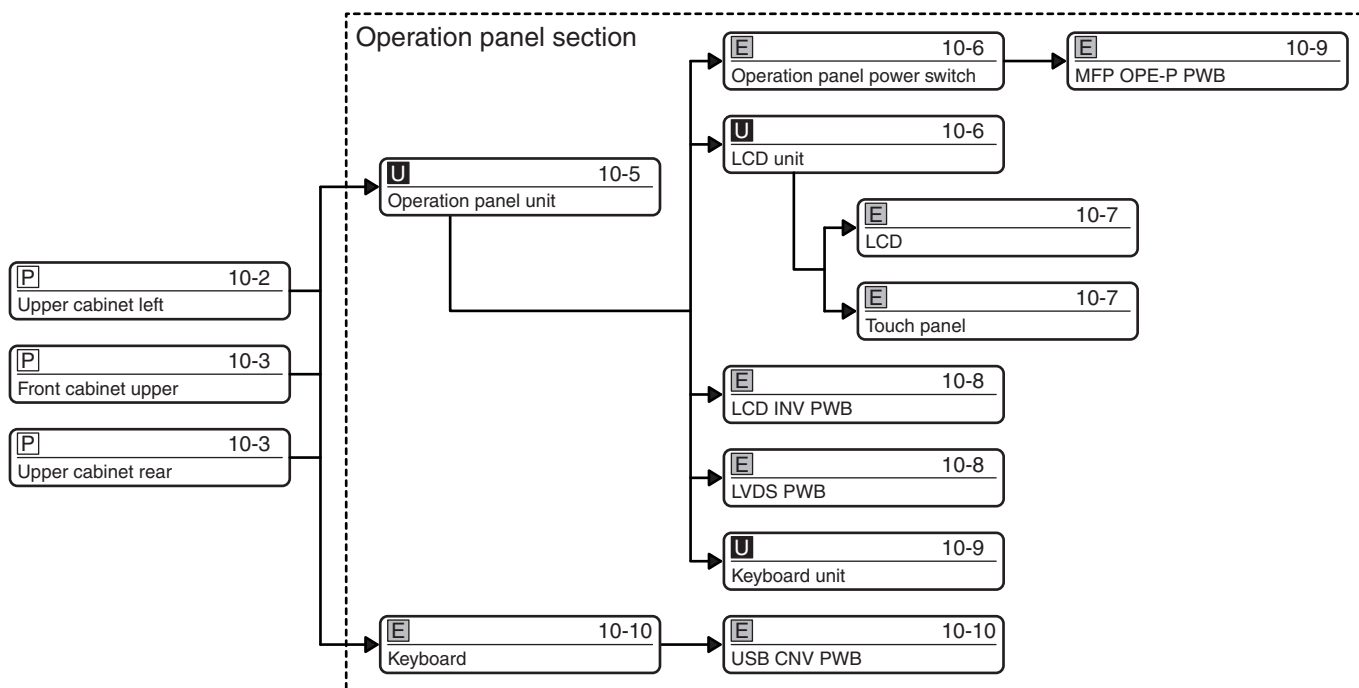 Operation panel section
E 10-6
Operation panel power switch
E 10-9
MFP OPE-P PWB
U 10-6
LCD unit
U 10-5
Operation panel unit
E 10-7
LCD
P 10-2
Upper cabinet left
E 10-7
Touch panel
P 10-3
Front cabinet upper
E 10-8
LCD INV PWB
P 10-3
Upper cabinet rear
E 10-8
LVDS PWB
U 10-9
Keyboard unit
E 10-10
Keyboard
E 10-10
USB CNV PWB